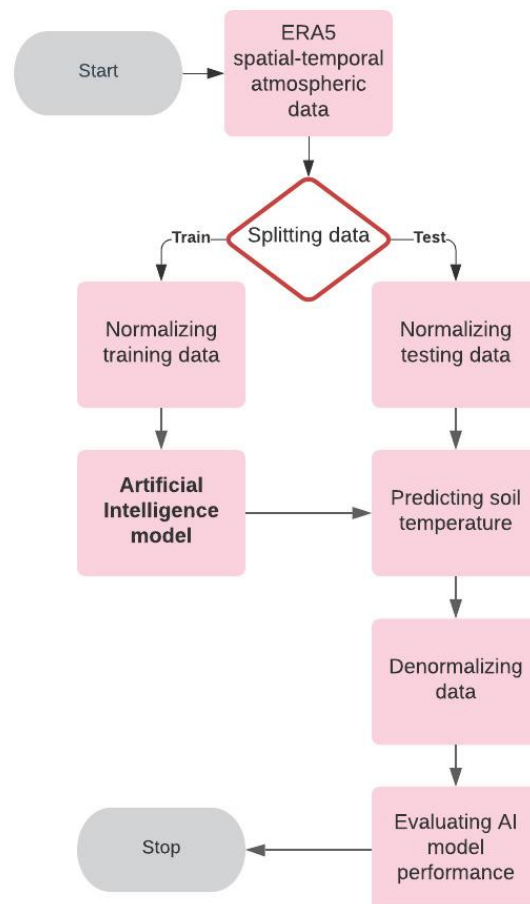 Start
ERA5
spatial-temporal
atmospheric
data
Splitting data
Train
Test
Normalizing
training data
Normalizing
testing data
Artificial
Intelligence
model
Predicting soil
temperature
Denormalizing
data
Evaluating AI
model
performance
Stop